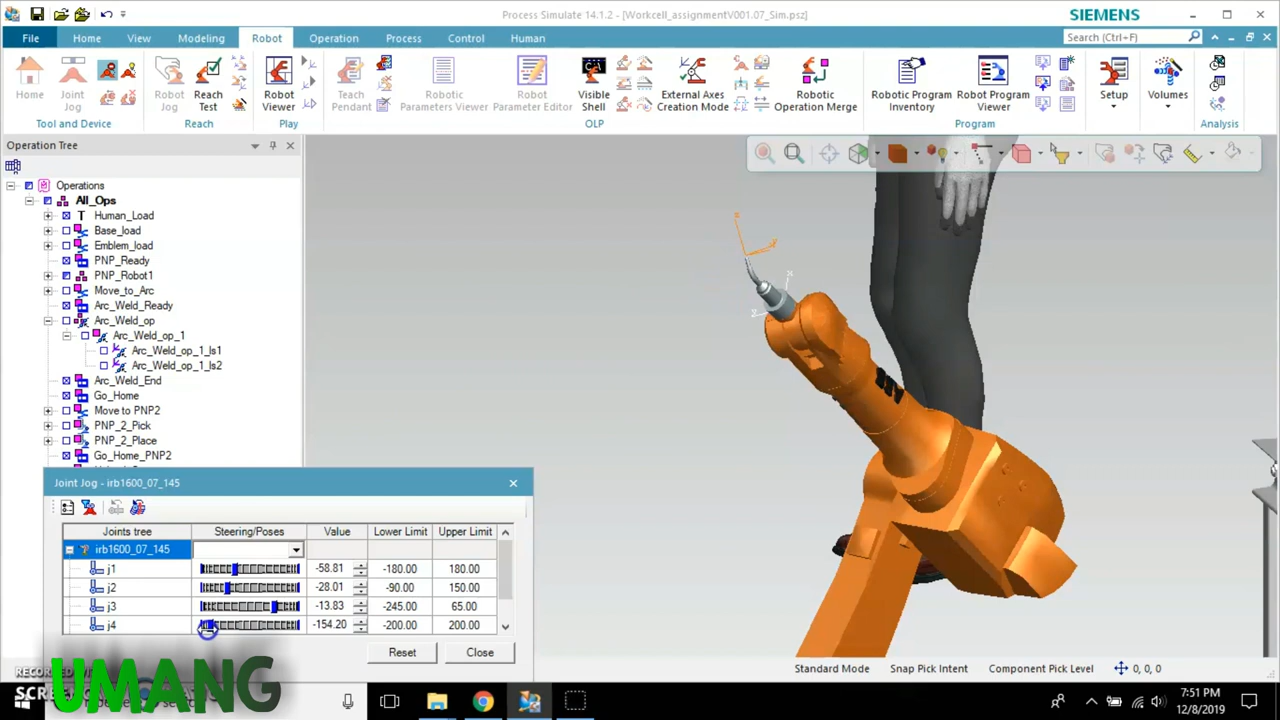 Process Simulate 14.1.2 - [Workcell_assignmentV001.07_Sim.psz]
SIEMENS
File
Home
View
Modeling
Robot
Operation
Process
Control
Human
Search (Ctrl+F)
Home
Joint Jog
Robot Jog
Reach Test
Robot Viewer
Teach Pendant
Robotic Parameters Viewer
Robotic Parameter Editor
Visible Shell
External Axes Creation Mode
Robotic Operation Merge
Robotic Program Inventory
Robot Program Viewer
Setup
Volumes
Tool and Device
Reach
Play
OLP
Program
Analysis
Operation Tree
Operations
All_Ops
Human_Load
Base_load
Emblem_load
PNP_Ready
PNP_Robot1
Move_to_Arc
Arc_Weld_Ready
Arc_Weld_op
Arc_Weld_op_1
Arc_Weld_op_1_ls1
Arc_Weld_op_1_ls2
Arc_Weld_End
Go_Home
Move to PNP2
PNP_2_Pick
PNP_2_Place
Go_Home_PNP2
Joint Jog - irb1600_07_145
Joints tree Steering/Poses Value Lower Limit Upper Limit
irb1600_07_145
j1 -58.81 -180.00 180.00
j2 -28.01 -90.00 150.00
j3 -13.83 -245.00 65.00
j4 -154.20 -200.00 200.00
Reset
Close
Standard Mode
Snap Pick Intent
Component Pick Level
0, 0, 0
UMANG
7:51 PM
12/8/2019